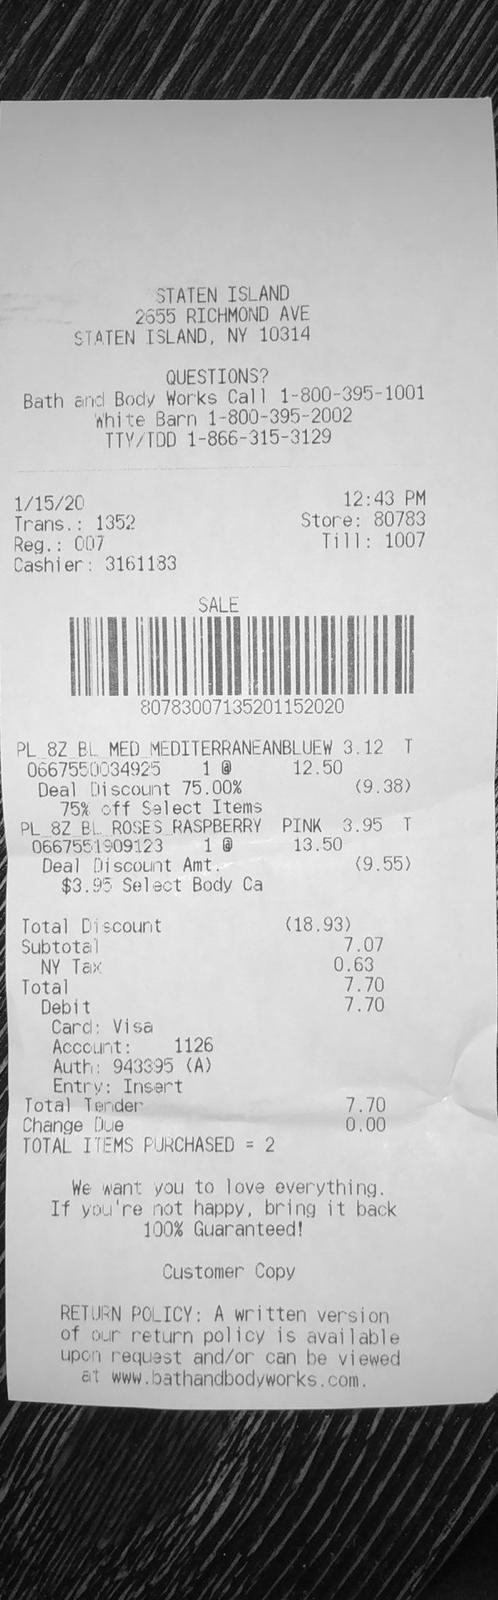 STATEN ISLAND
2655 RICHMOND AVE
STATEN ISLAND, NY 10314
QUESTIONS?
Bath and Body Works Call 1-800-395-1001
White Barn 1-800-395-2002
TTY/TDD 1-866-315-3129
1/15/20 12:43 PM
Trans.: 1352 Store: 80783
Reg.: 007 Till: 1007
Cashier: 3161183
SALE
80783007135201152020
PL 8Z BL MED MEDITERRANEANBLUEW 3.12 T
0667550034925 1 @ 12.50
Deal Discount 75.00% (9.38)
75% off Select Items
PL 8Z BL ROSES RASPBERRY PINK 3.95 T
0667551909123 1 @ 13.50
Deal Discount Amt. (9.55)
$3.95 Select Body Ca
Total Discount (18.93)
Subtotal 7.07
NY Tax 0.63
Total 7.70
Debit 7.70
Card: Visa
Account: 1126
Auth: 943395 (A)
Entry: Insert
Total Tender 7.70
Change Due 0.00
TOTAL ITEMS PURCHASED = 2
We want you to love everything.
If you're not happy, bring it back
100% Guaranteed!
Customer Copy
RETURN POLICY: A written version
of our return policy is available
upon request and/or can be viewed
at www.bathandbodyworks.com.